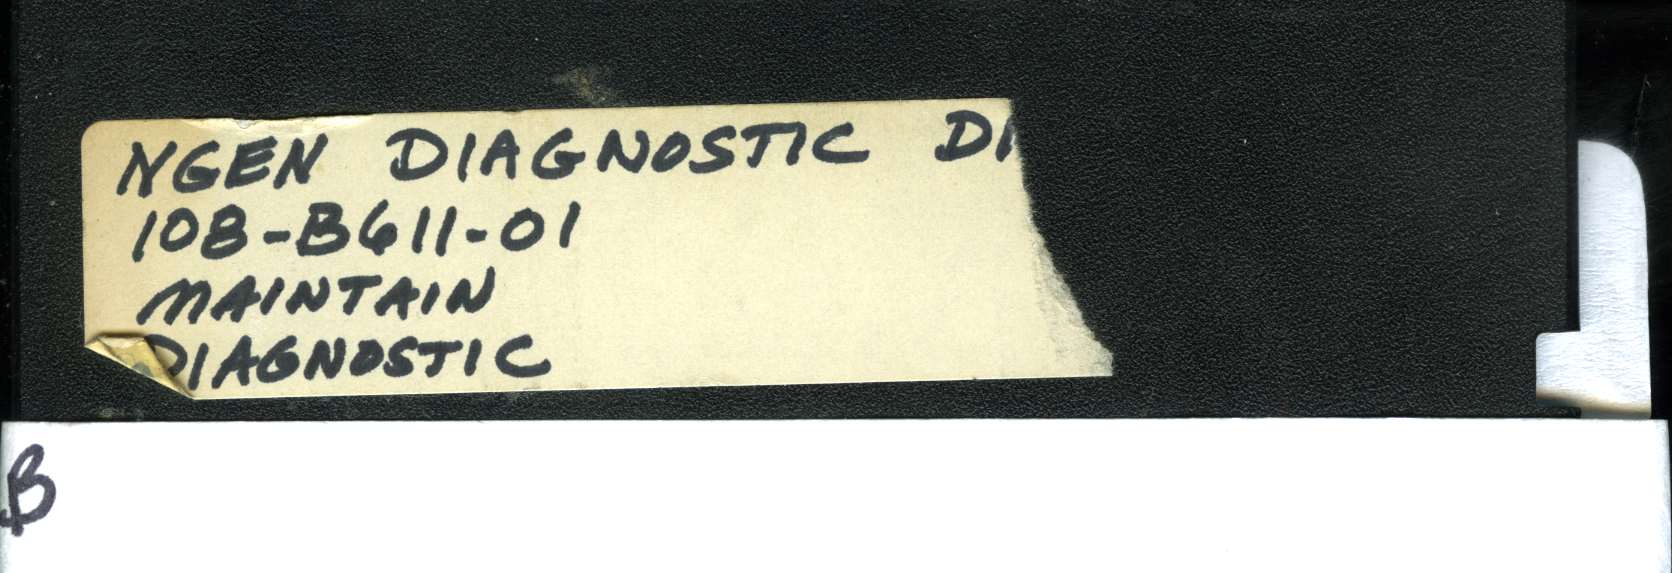 NGEN DIAGNOSTIC DI
108-B611-01
MAINTAIN
DIAGNOSTIC
B